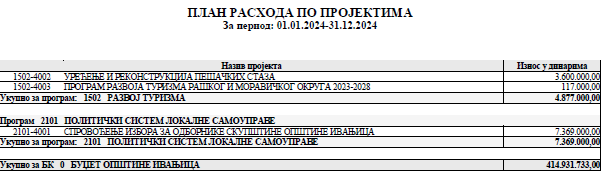 ПЛАН РАСХОДА ПО ПРОЈЕКТИМА
За период: 01.01.2024-31.12.2024
Назив пројекта Износ у динарима
1502-4002 УРЕЂЕЊЕ И РЕКОНСТРУКЦИЈА ПЕШАЧКИХ СТАЗА 3.600.000,00
1502-4003 ПРОГРАМ РАЗВОЈА ТУРИЗМА РАШКОГ И МОРАВИЧКОГ ОКРУГА 2023-2028 117.000,00
Укупно за програм: 1502 РАЗВОЈ ТУРИЗМА 4.877.000,00
Програм 2101 ПОЛИТИЧКИ СИСТЕМ ЛОКАЛНЕ САМОУПРАВЕ
2101-4001 СПРОВОЂЕЊЕ ИЗБОРА ЗА ОДБОРНИКЕ СКУПШТИНЕ ОПШТИНЕ ИВАЊИЦА 7.369.000,00
Укупно за програм: 2101 ПОЛИТИЧКИ СИСТЕМ ЛОКАЛНЕ САМОУПРАВЕ 7.369.000,00
Укупно за БК 0 БУЏЕТ ОПШТИНЕ ИВАЊИЦА 414.931.733,00